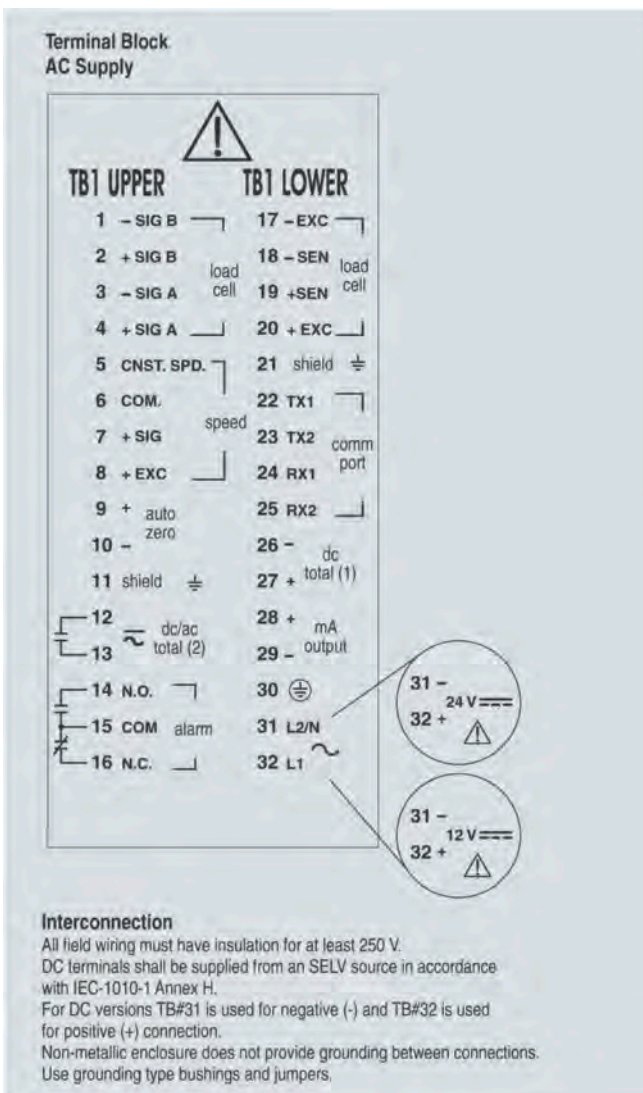 Terminal Block
AC Supply
TB1 UPPER
1 – SIG B
2 + SIG B
3 – SIG A
4 + SIG A
load
cell
5 CNST. SPD.
6 COM.
7 + SIG
8 + EXC
speed
9 +
10 –
auto
zero
11 shield
12
13
dc/ac
total (2)
14 N.O.
15 COM alarm
16 N.C.
TB1 LOWER
17 – EXC
18 – SEN
19 +SEN
20 + EXC
load
cell
21 shield
22 TX1
23 TX2
24 RX1
25 RX2
comm
port
26 –
27 +
dc
total (1)
28 +
29 –
mA
output
30
31 L2/N
32 L1
31 –
24 V
32 +
31 –
12 V
32 +
Interconnection
All field wiring must have insulation for at least 250 V.
DC terminals shall be supplied from an SELV source in accordance
with IEC-1010-1 Annex H.
For DC versions TB#31 is used for negative (-) and TB#32 is used
for positive (+) connection.
Non-metallic enclosure does not provide grounding between connections.
Use grounding type bushings and jumpers.